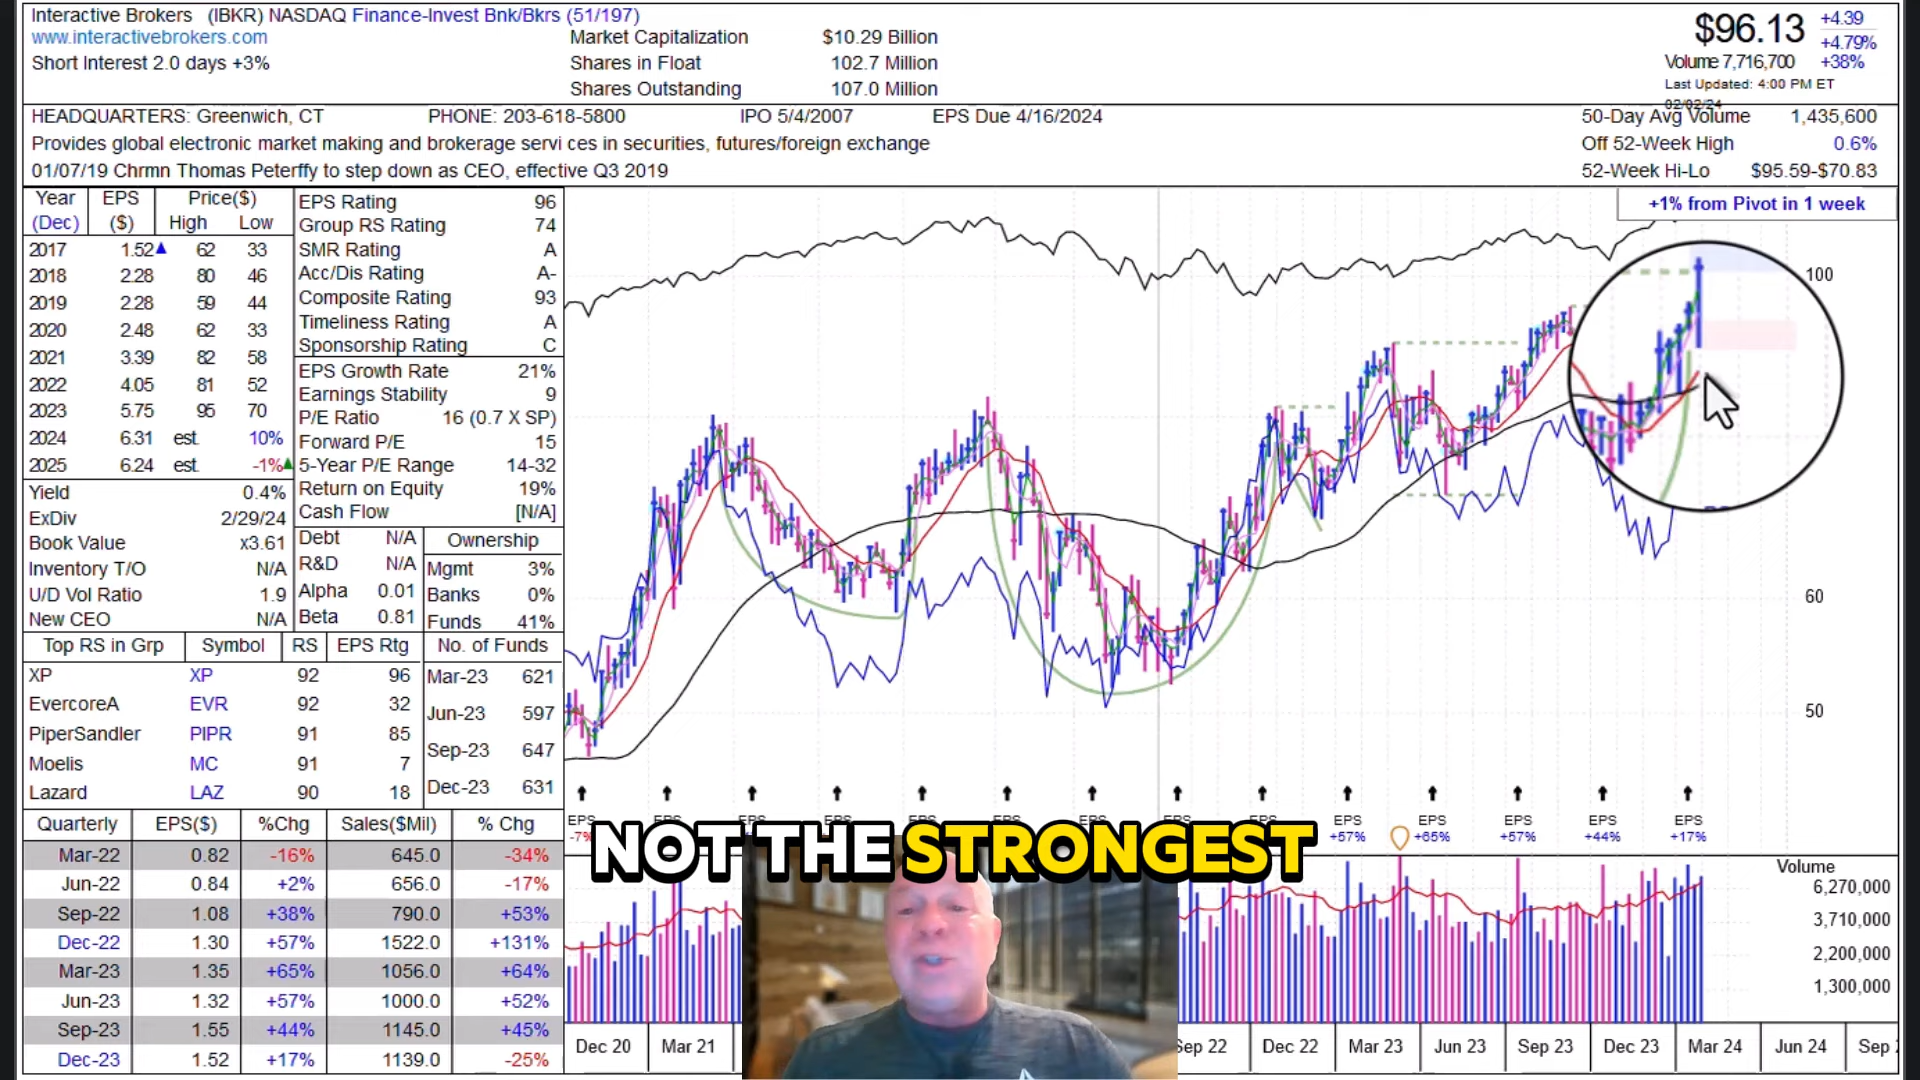 Interactive Brokers (IBKR) NASDAQ Finance-Invest Bnk/Bkrs (51/197)
www.interactivebrokers.com
Short Interest 2.0 days +3%
Market Capitalization $10.29 Billion
Shares in Float 102.7 Million
Shares Outstanding 107.0 Million
$96.13 +4.39
+4.79%
Volume 7,716,700 +38%
Last Updated: 4:00 PM ET
02/02/24
HEADQUARTERS: Greenwich, CT PHONE: 203-618-5800 IPO 5/4/2007 EPS Due 4/16/2024
Provides global electronic market making and brokerage servi ces in securities, futures/foreign exchange
01/07/19 Chrmn Thomas Peterffy to step down as CEO, effective Q3 2019
50-Day Avg Volume 1,435,600
Off 52-Week High 0.6%
52-Week Hi-Lo $95.59-$70.83
Year EPS Price($)
(Dec) ($) High Low
2017 1.52 62 33
2018 2.28 80 46
2019 2.28 59 44
2020 2.48 62 33
2021 3.39 82 58
2022 4.05 81 52
2023 5.75 95 70
2024 6.31 est. 10%
2025 6.24 est. -1%
Yield 0.4%
ExDiv 2/29/24
Book Value x3.61
Inventory T/O N/A
U/D Vol Ratio 1.9
New CEO N/A
EPS Rating 96
Group RS Rating 74
SMR Rating A
Acc/Dis Rating A-
Composite Rating 93
Timeliness Rating A
Sponsorship Rating C
EPS Growth Rate 21%
Earnings Stability 9
P/E Ratio 16 (0.7 X SP)
Forward P/E 15
5-Year P/E Range 14-32
Return on Equity 19%
Cash Flow [N/A]
Debt N/A
R&D N/A
Alpha 0.01
Beta 0.81
Ownership
Mgmt 3%
Banks 0%
Funds 41%
Top RS in Grp Symbol RS EPS Rtg
XP XP 92 96
EvercoreA EVR 92 32
PiperSandler PIPR 91 85
Moelis MC 91 7
Lazard LAZ 90 18
No. of Funds
Mar-23 621
Jun-23 597
Sep-23 647
Dec-23 631
Quarterly EPS($) %Chg Sales($Mil) % Chg
Mar-22 0.82 -16% 645.0 -34%
Jun-22 0.84 +2% 656.0 -17%
Sep-22 1.08 +38% 790.0 +53%
Dec-22 1.30 +57% 1522.0 +131%
Mar-23 1.35 +65% 1056.0 +64%
Jun-23 1.32 +57% 1000.0 +52%
Sep-23 1.55 +44% 1145.0 +45%
Dec-23 1.52 +17% 1139.0 -25%
+1% from Pivot in 1 week
100
60
50
EPS EPS EPS EPS EPS EPS
+57% +65% +57% +44% +17%
NOT THE STRONGEST
Volume
6,270,000
3,710,000
2,200,000
1,300,000
Dec 20 Mar 21 Sep 22 Dec 22 Mar 23 Jun 23 Sep 23 Dec 23 Mar 24 Jun 24 Sep